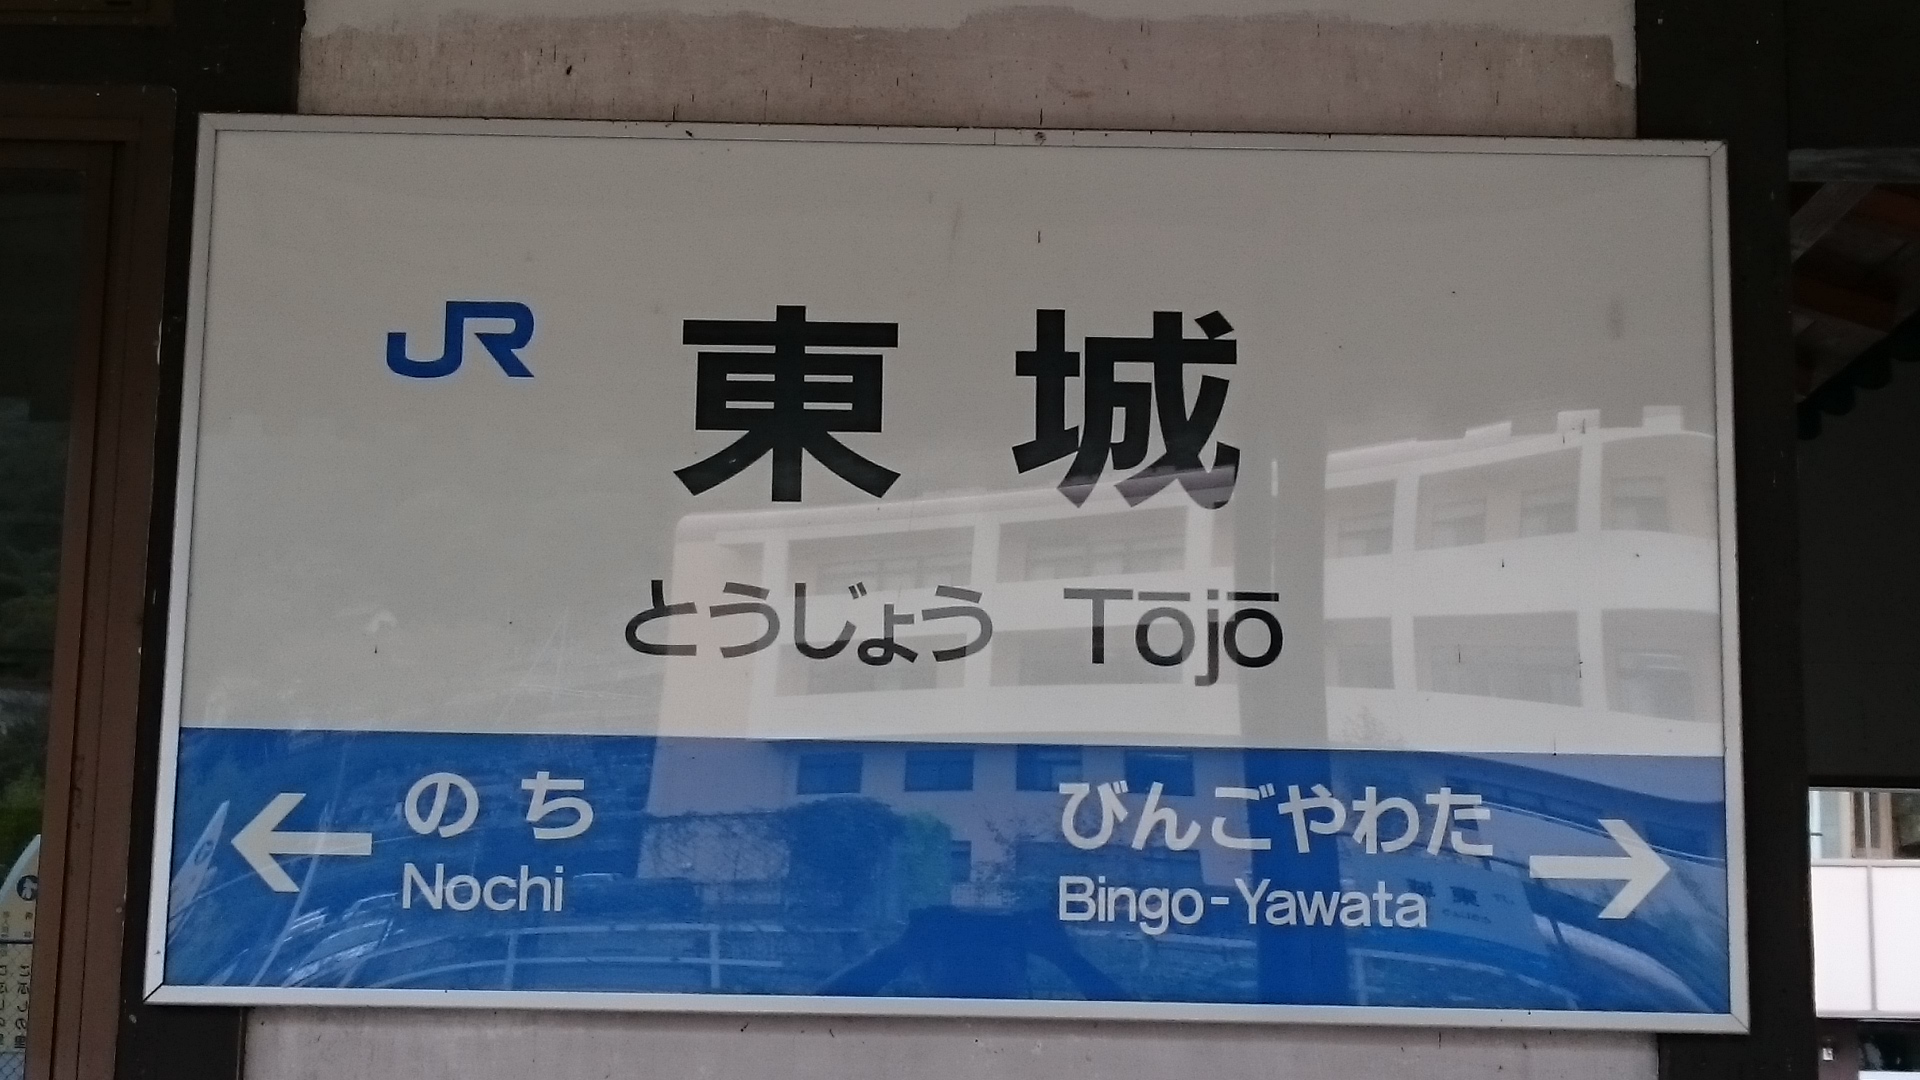 JR 東城
とうじょう Tōjō
← のち びんごやわた →
Nochi Bingo-Yawata